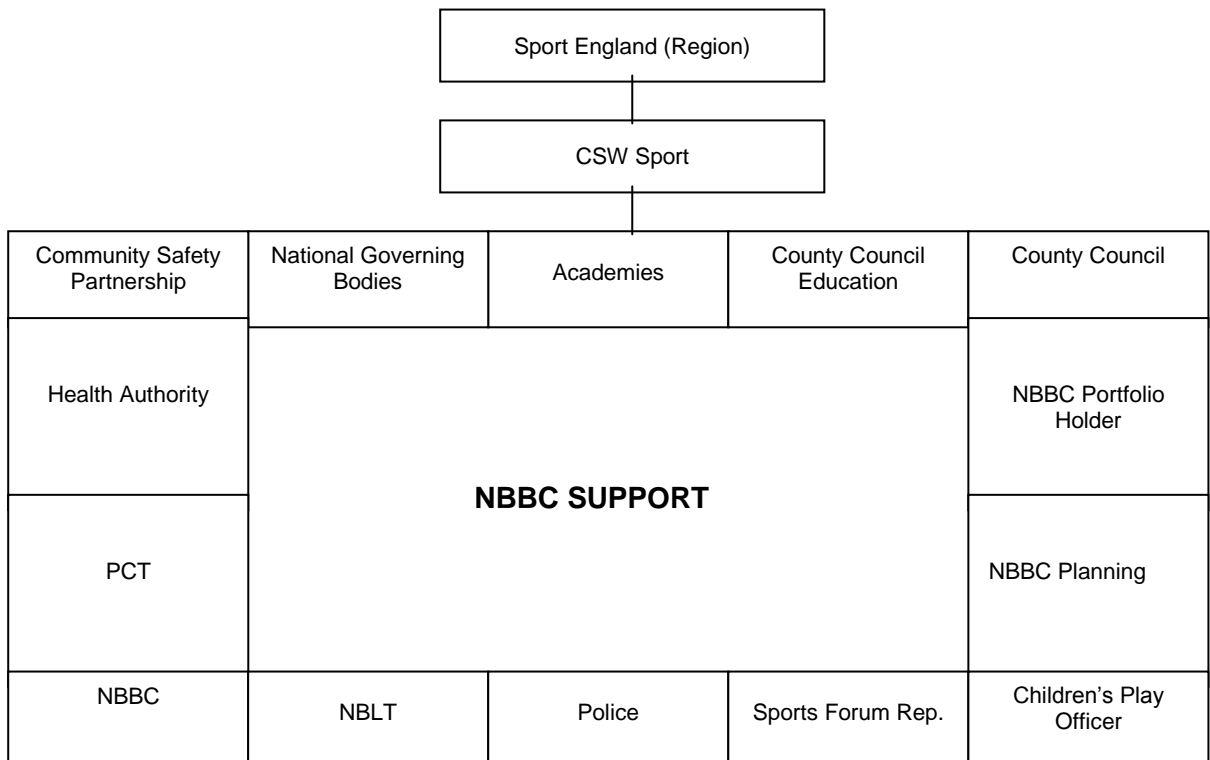 Sport England (Region)
CSW Sport
Community Safety
Partnership
National Governing
Bodies
Academies
County Council
Education
County Council
Health Authority
NBBC Portfolio
Holder
NBBC SUPPORT
PCT
NBBC Planning
NBBC
NBLT
Police
Sports Forum Rep.
Children's Play
Officer